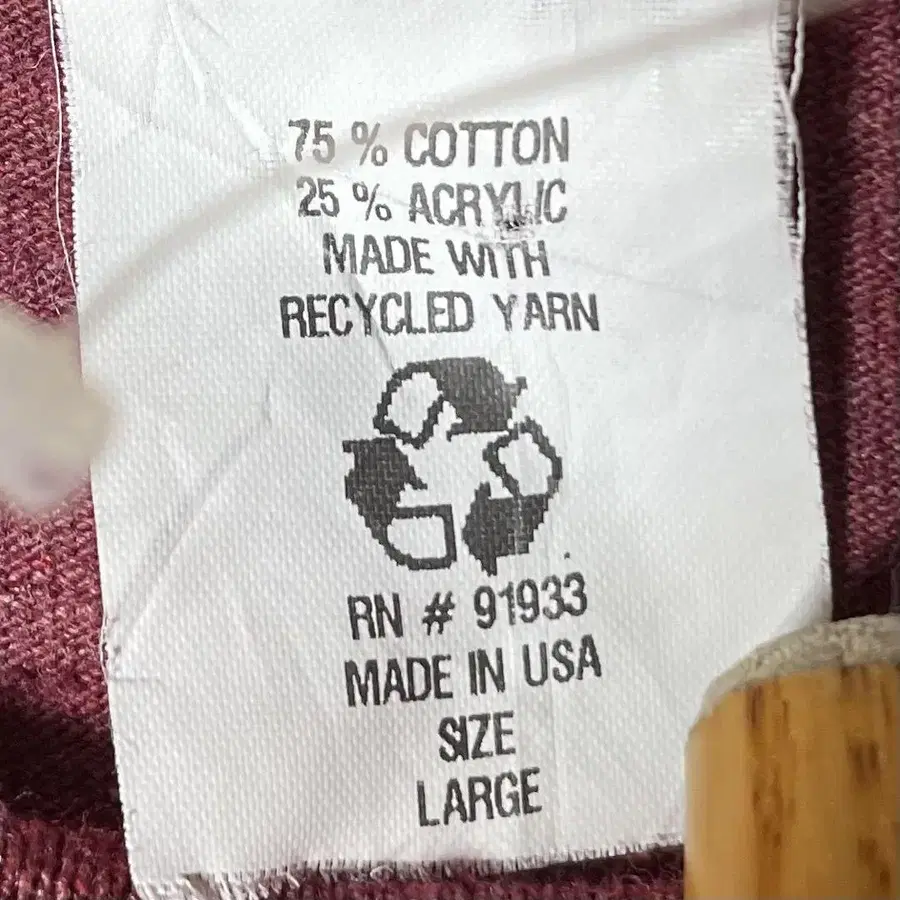 75 % COTTON
25 % ACRYLIC
MADE WITH
RECYCLED YARN
RN # 91933
MADE IN USA
SIZE
LARGE